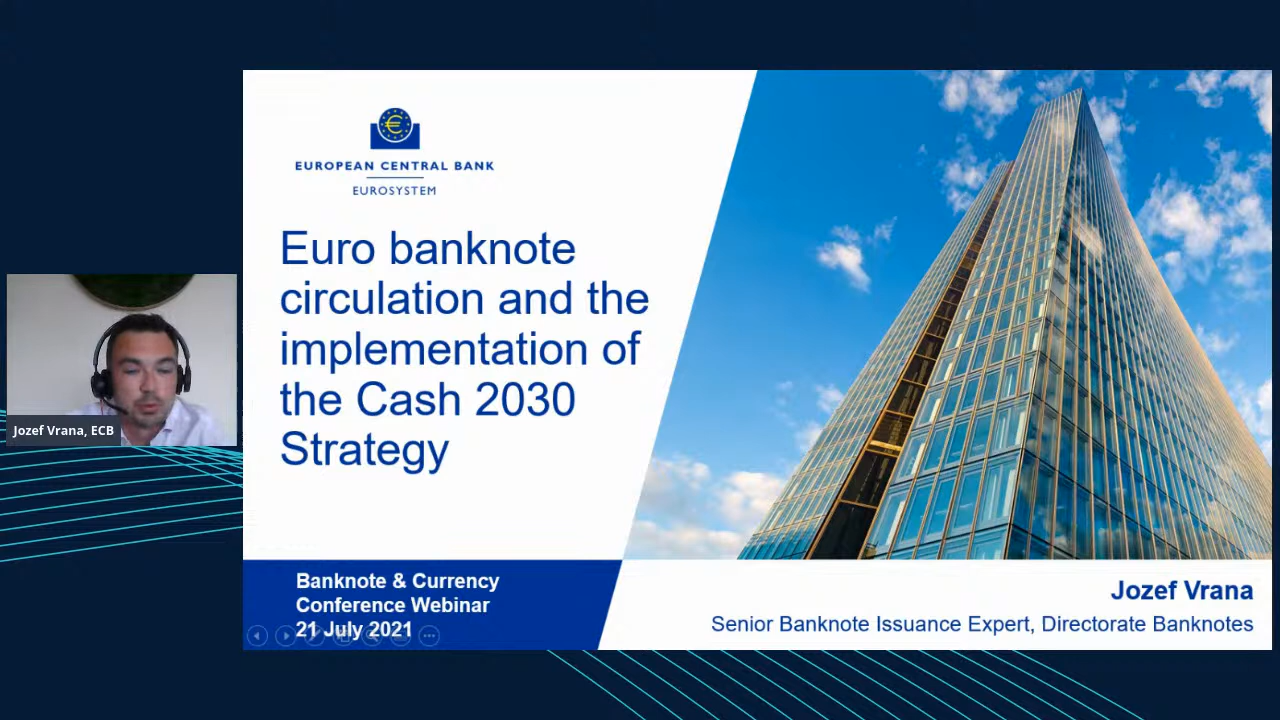 EUROPEAN CENTRAL BANK
EUROSYSTEM
Euro banknote
circulation and the
implementation of
the Cash 2030
Strategy
Jozef Vrana, ECB
Banknote & Currency
Conference Webinar
21 July 2021
Jozef Vrana
Senior Banknote Issuance Expert, Directorate Banknotes